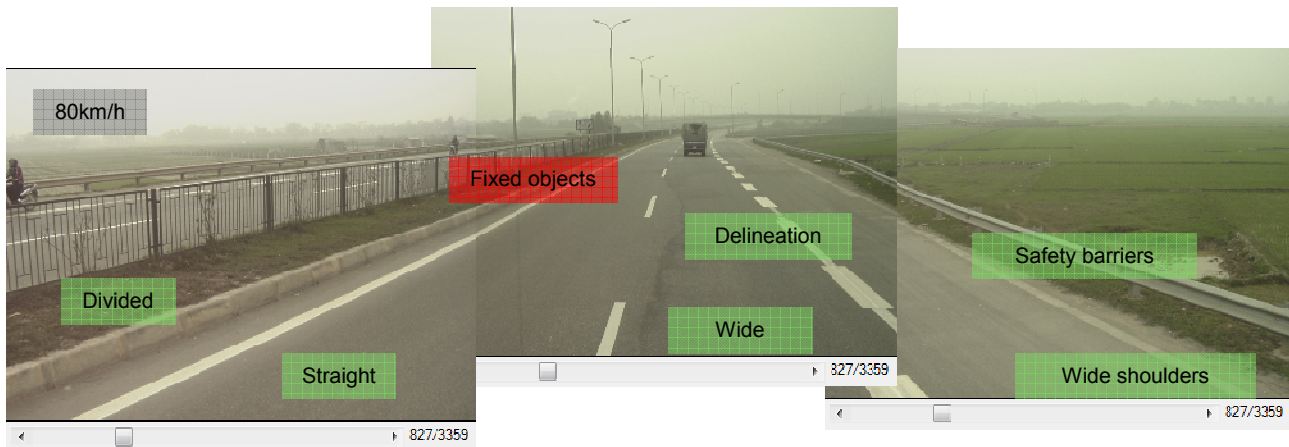 80km/h
Fixed objects
Delineation
Safety barriers
Divided
Wide
Straight
Wide shoulders
827/3359
827/3359
827/3359